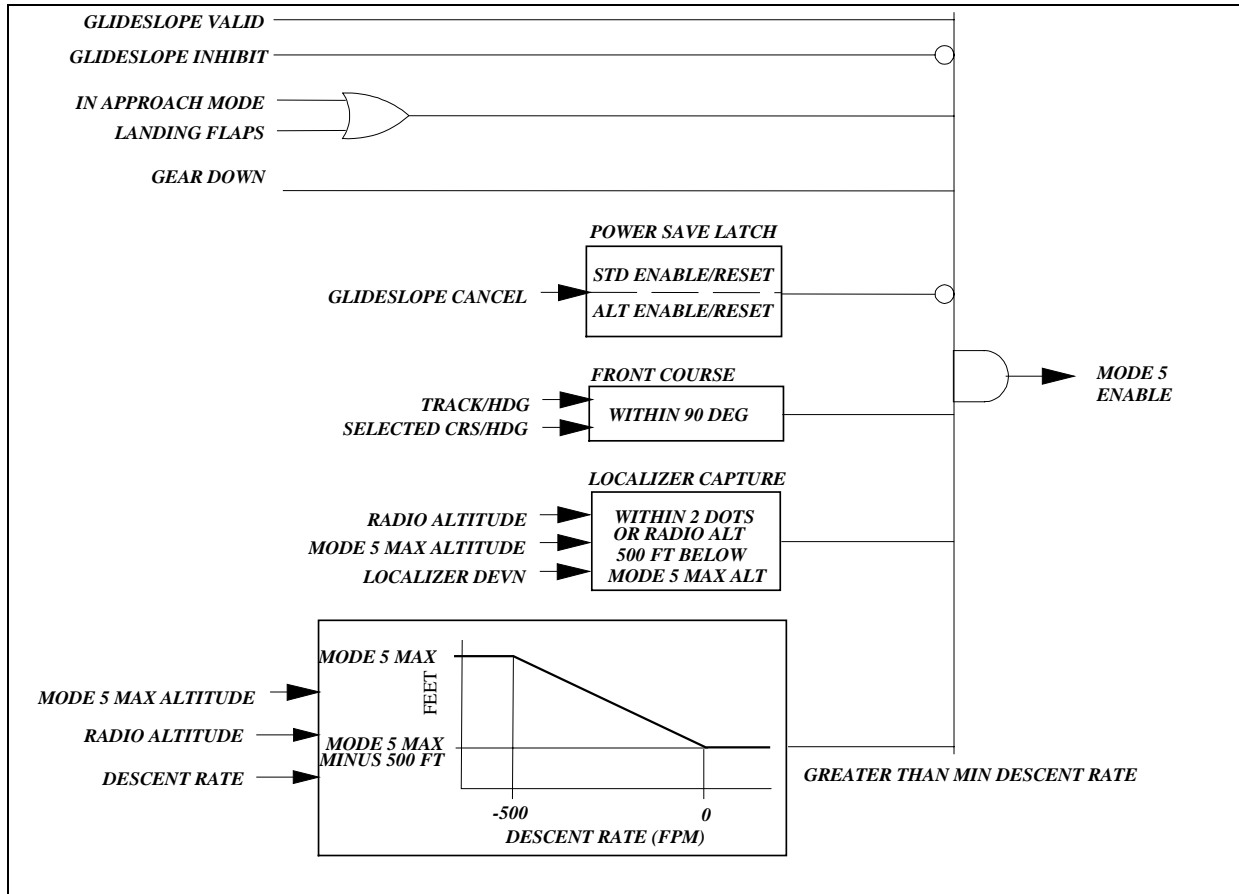 GLIDESLOPE VALID
GLIDESLOPE INHIBIT
IN APPROACH MODE
LANDING FLAPS
GEAR DOWN
POWER SAVE LATCH
STD ENABLE/RESET
GLIDESLOPE CANCEL
ALT ENABLE/RESET
FRONT COURSE
TRACK/HDG
WITHIN 90 DEG
SELECTED CRS/HDG
MODE 5
ENABLE
LOCALIZER CAPTURE
RADIO ALTITUDE
MODE 5 MAX ALTITUDE
LOCALIZER DEVN
WITHIN 2 DOTS
OR RADIO ALT
500 FT BELOW
MODE 5 MAX ALT
MODE 5 MAX ALTITUDE
RADIO ALTITUDE
DESCENT RATE
MODE 5 MAX
FEET
MODE 5 MAX
MINUS 500 FT
-500
0
DESCENT RATE (FPM)
GREATER THAN MIN DESCENT RATE